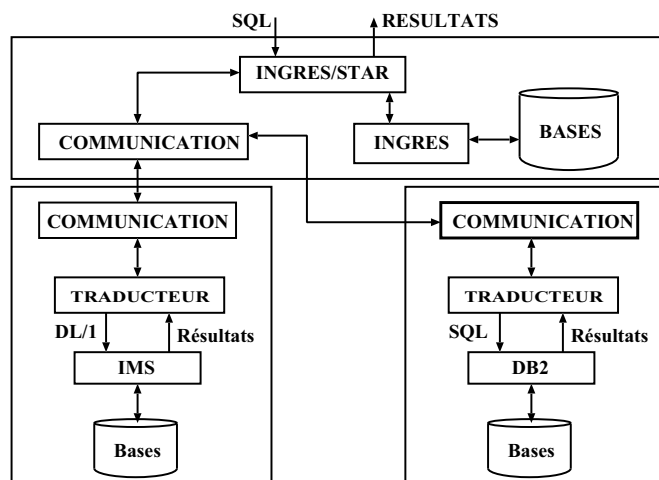 SQL RESULTATS
INGRES/STAR
COMMUNICATION INGRES BASES
COMMUNICATION COMMUNICATION
TRADUCTEUR TRADUCTEUR
DL/1 Résultats SQL Résultats
IMS DB2
Bases Bases